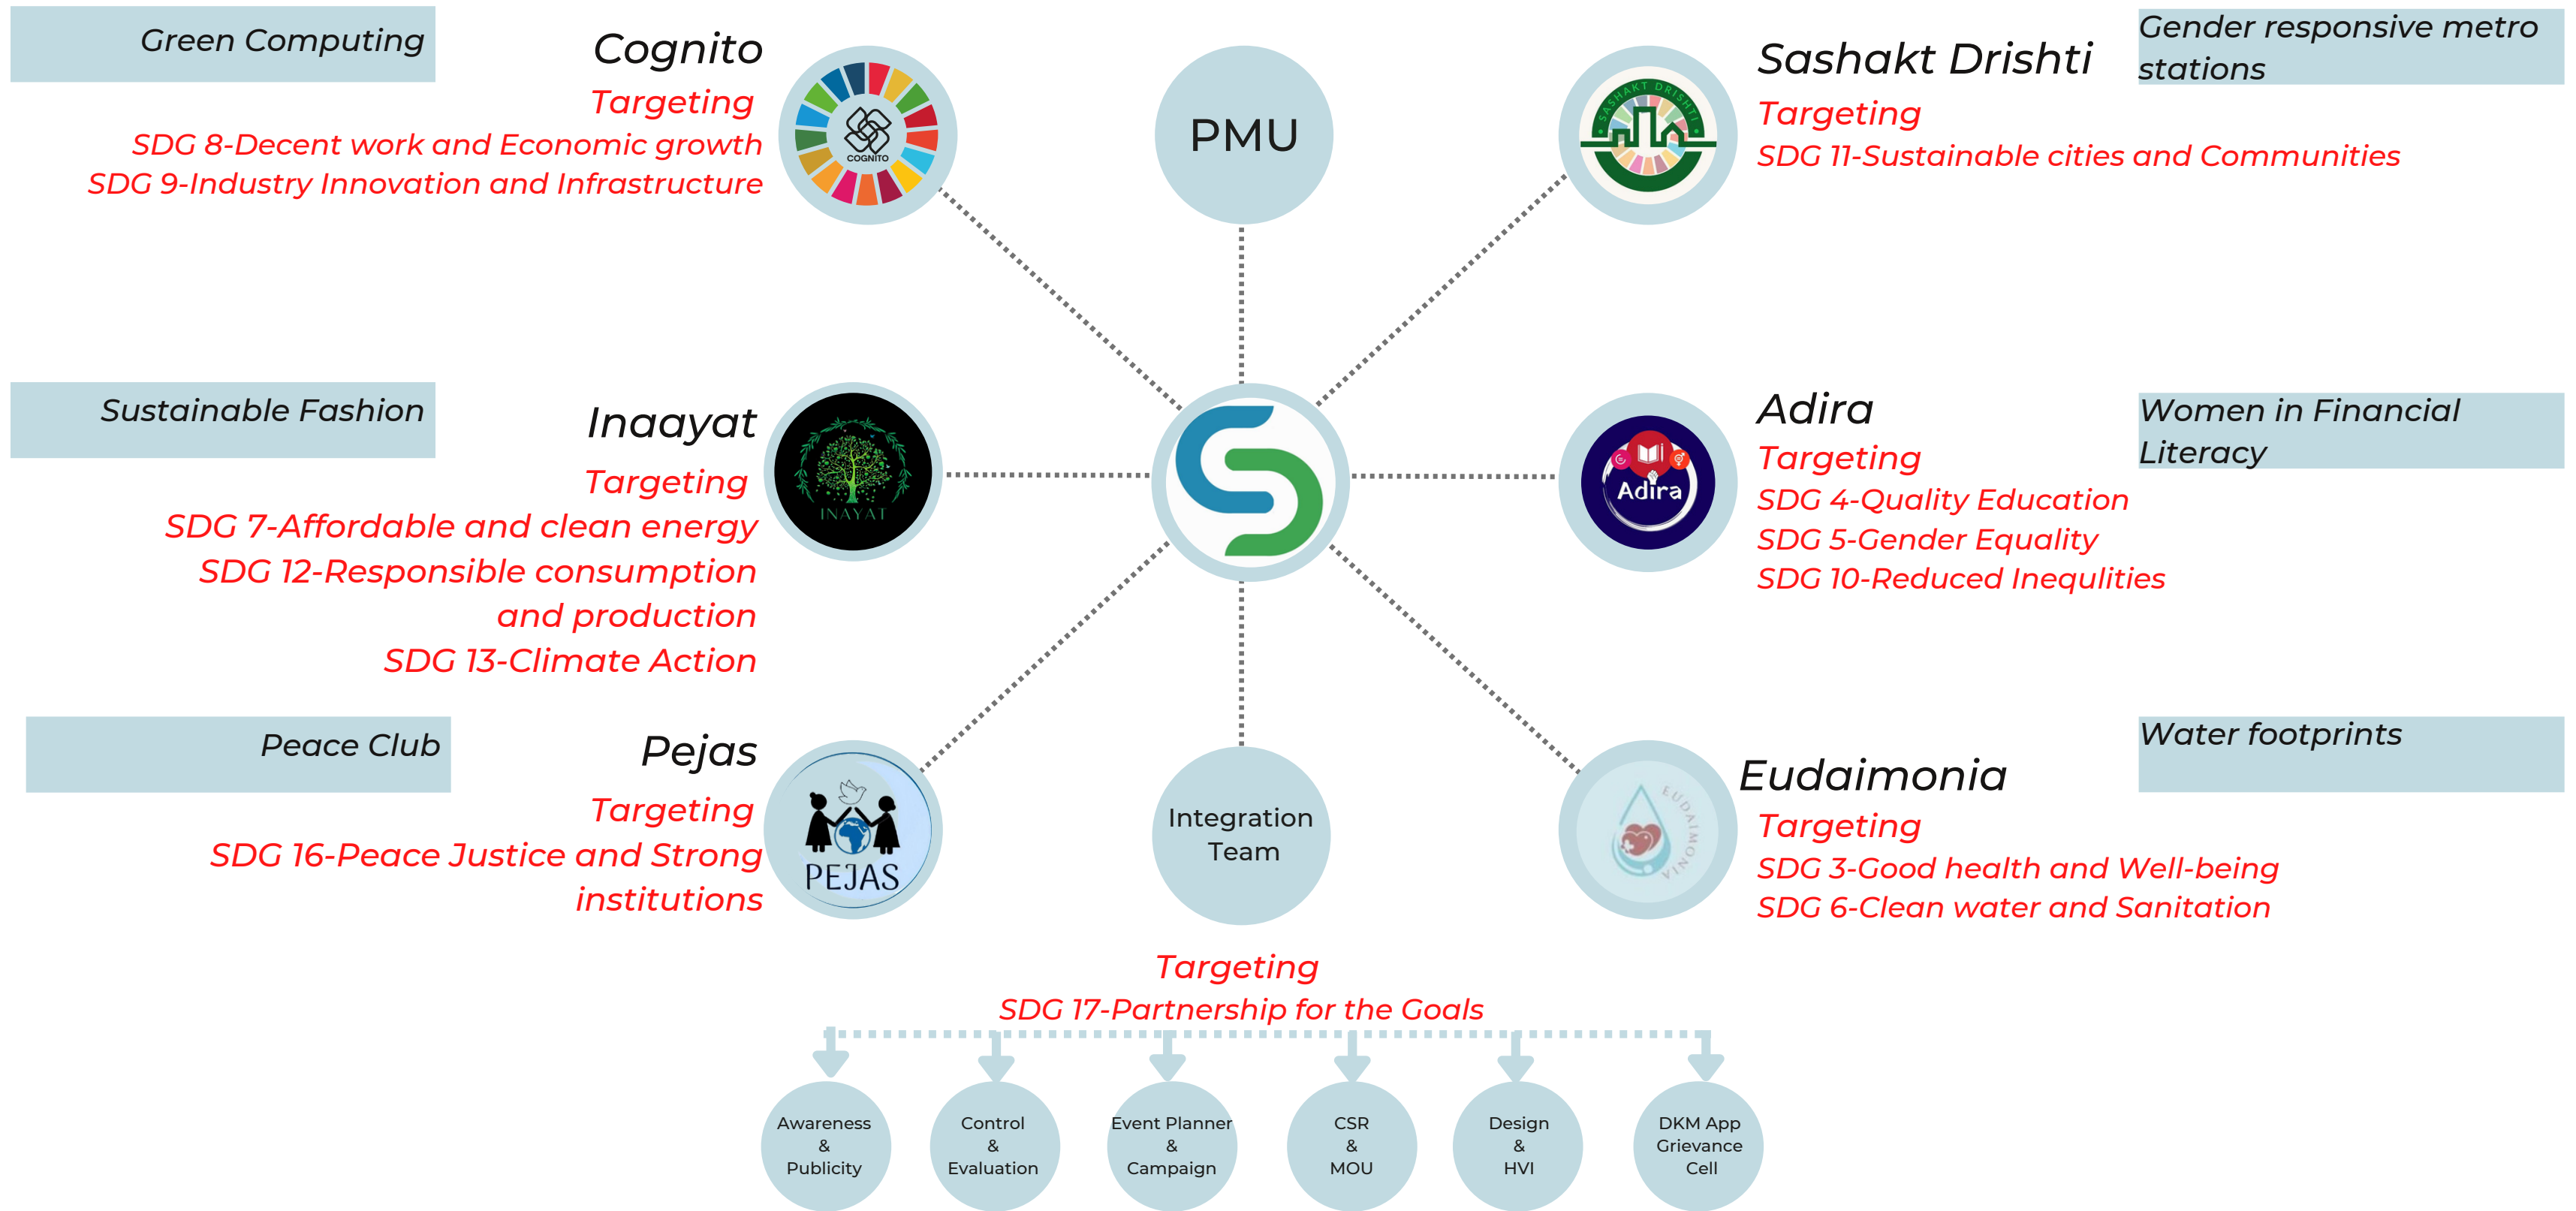 Green Computing
Cognito
Targeting
SDG 8-Decent work and Economic growth
SDG 9-Industry Innovation and Infrastructure
COGNITO
PMU
SASHAKT DRISHTI
Sashakt Drishti
Targeting
SDG 11-Sustainable cities and Communities
Gender responsive metro
stations
Sustainable Fashion
Inaayat
Targeting
SDG 7-Affordable and clean energy
SDG 12-Responsible consumption
and production
SDG 13-Climate Action
INAYAT
Adira
Adira
Targeting
SDG 4-Quality Education
SDG 5-Gender Equality
SDG 10-Reduced Inequlities
Women in Financial
Literacy
Peace Club
Pejas
Targeting
SDG 16-Peace Justice and Strong
institutions
PEJAS
Integration
Team
EUDAIMONIA
Eudaimonia
Targeting
SDG 3-Good health and Well-being
SDG 6-Clean water and Sanitation
Water footprints
Targeting
SDG 17-Partnership for the Goals
Awareness
&
Publicity
Control
&
Evaluation
Event Planner
&
Campaign
CSR
&
MOU
Design
&
HVI
DKM App
Grievance
Cell